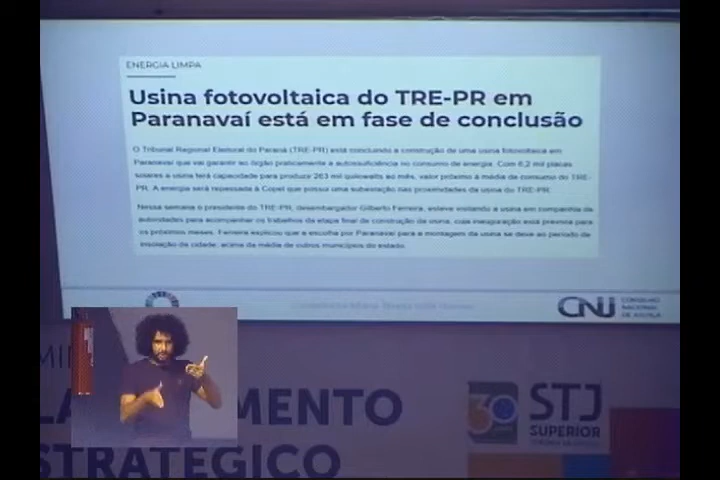 ENERGIA LIMPA
Usina fotovoltaica do TRE-PR em
Paranavaí está em fase de conclusão
O Tribunal Regional Eleitoral do Paraná (TRE-PR) está concluindo a construção de uma usina fotovoltaica em
Paranavaí que vai garantir ao órgão praticamente a autossuficiência no consumo de energia. Com 6,2 mil placas
solares a usina terá capacidade para produzir 263 mil quilowatts ao mês, valor próximo à média de consumo do TRE-
PR. A energia será repassada à Copel que possui uma subestação nas proximidades da usina do TRE-PR.
Nessa semana o presidente do TRE-PR, desembargador Gilberto Ferreira, esteve visitando a usina em companhia de
autoridades para acompanhar os trabalhos da etapa final de construção da usina, cuja inauguração está prevista para
os próximos meses. Ferreira explicou que a escolha por Paranavaí para a montagem da usina se deve ao período de
insolação da cidade, acima da média de outros municípios do estado.
CNJ CONSELHO
NACIONAL
DE JUSTIÇA
MENTO
STRATÉGICO
30
STJ
SUPERIOR